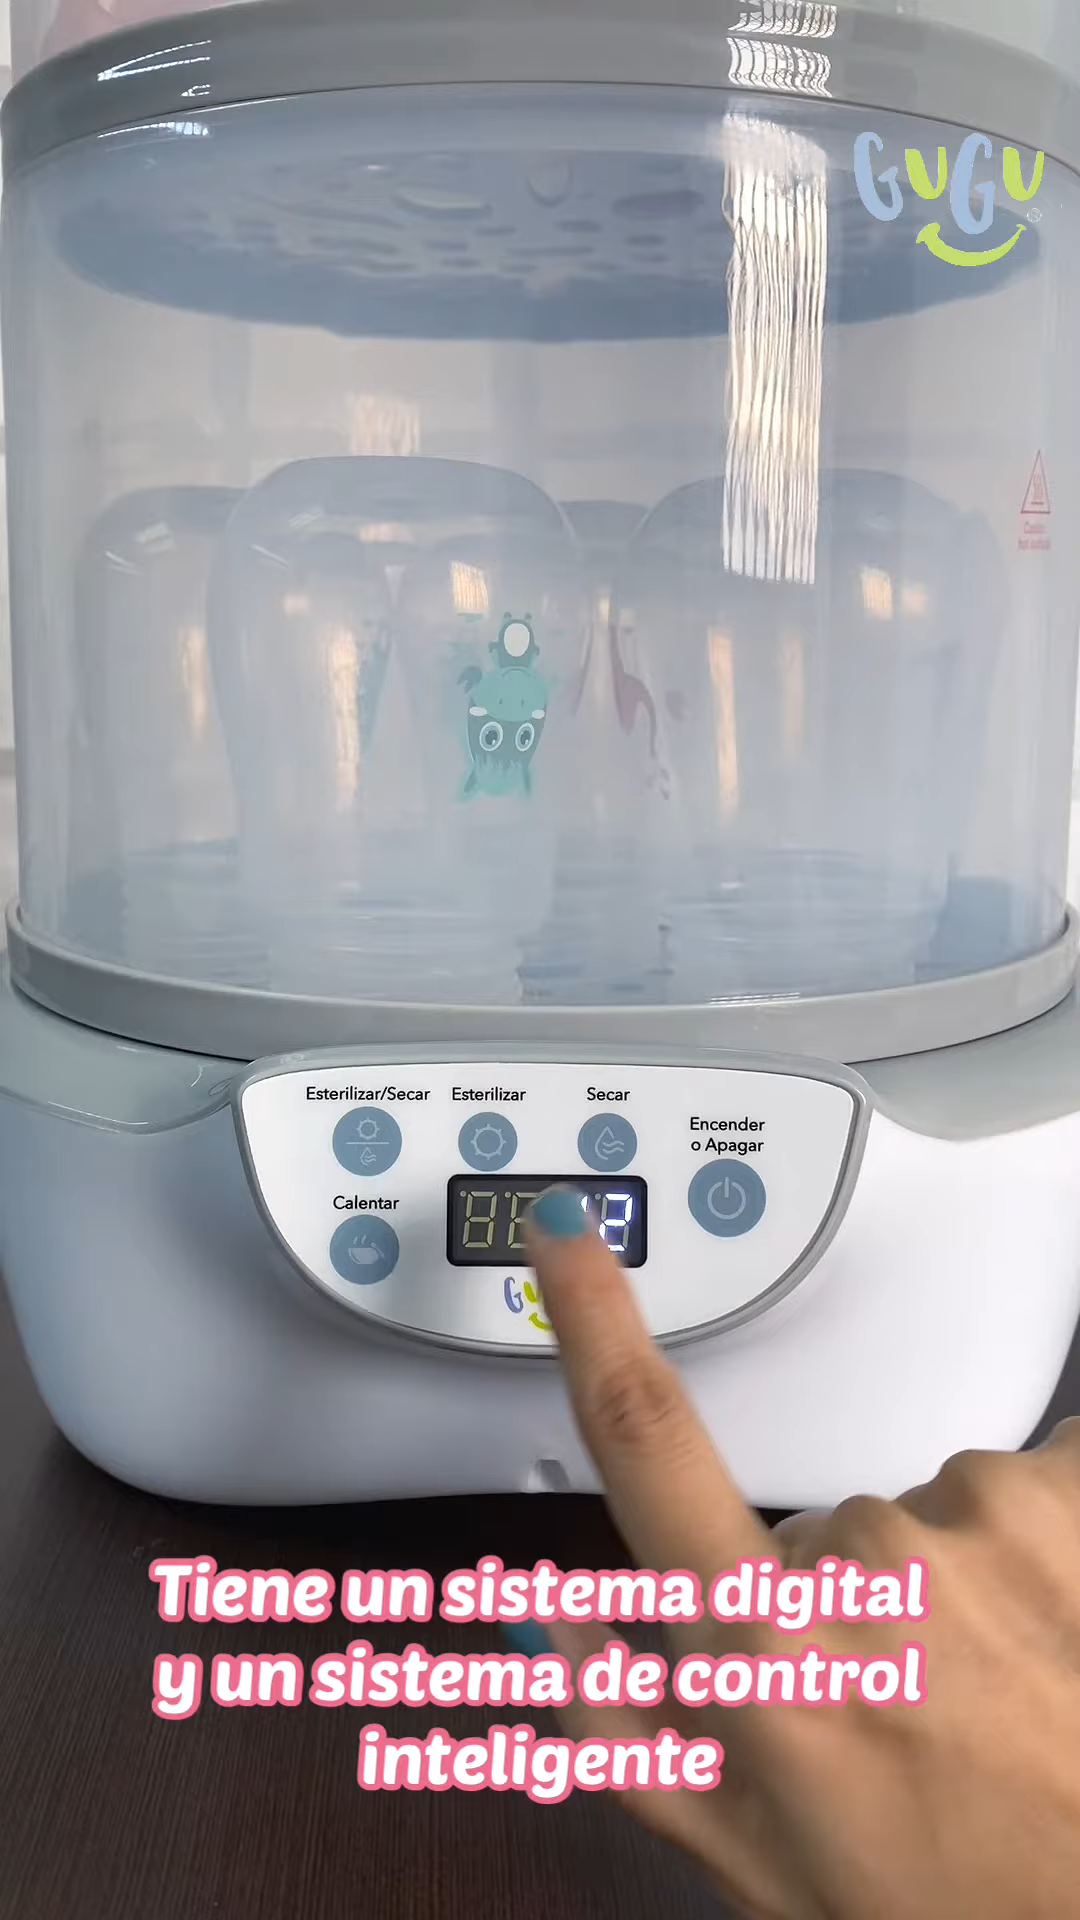 GUGU
Esterilizar/Secar
Esterilizar
Secar
Encender
o Apagar
Calentar
Tiene un sistema digital
y un sistema de control
inteligente